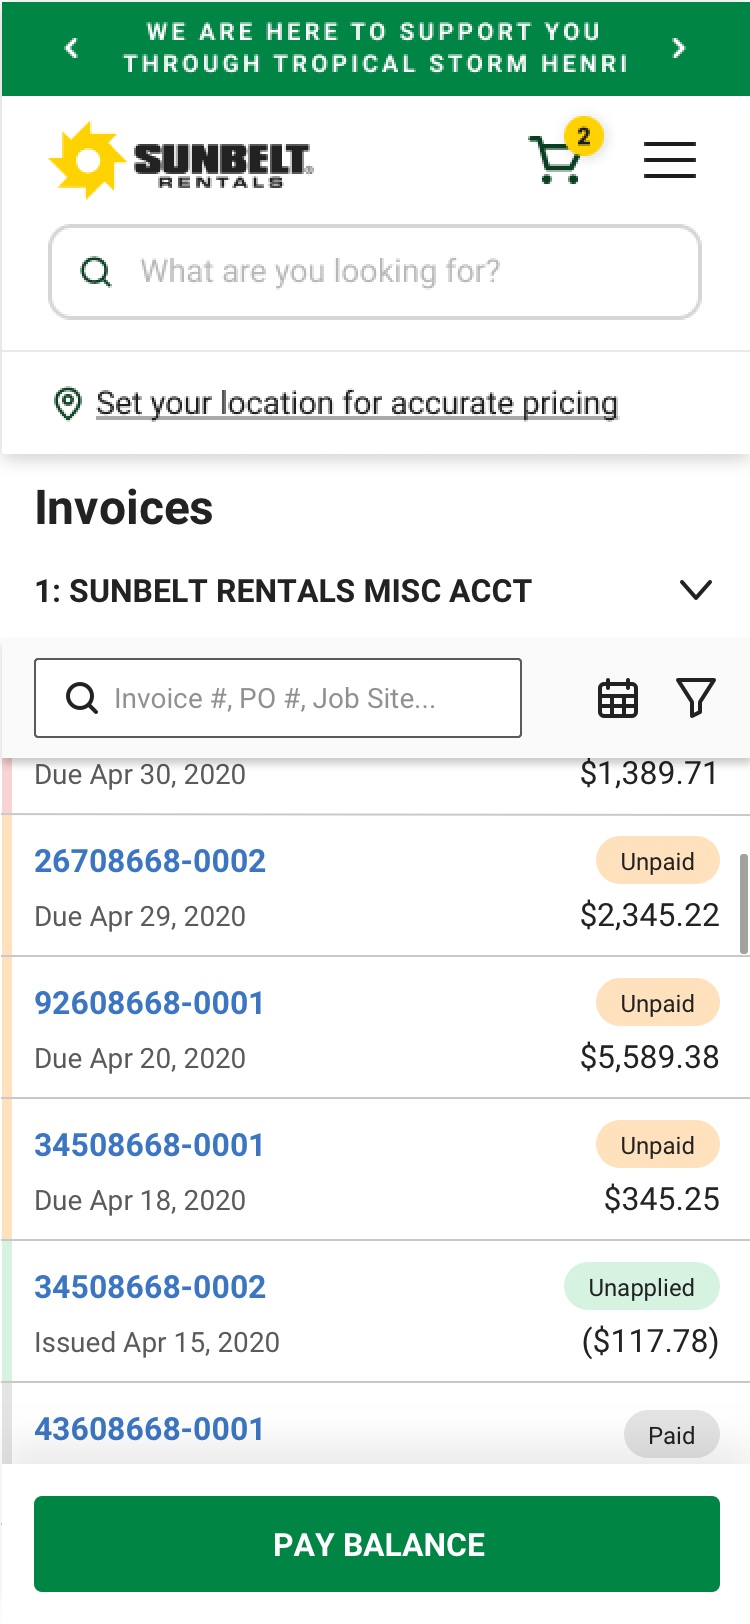 WE ARE HERE TO SUPPORT YOU
THROUGH TROPICAL STORM HENRI
2
SUNBELT®
RENTALS
What are you looking for?
Set your location for accurate pricing
Invoices
1: SUNBELT RENTALS MISC ACCT
Invoice #, PO #, Job Site...
Due Apr 30, 2020 $1,389.71
26708668-0002 Unpaid
Due Apr 29, 2020 $2,345.22
92608668-0001 Unpaid
Due Apr 20, 2020 $5,589.38
34508668-0001 Unpaid
Due Apr 18, 2020 $345.25
34508668-0002 Unapplied
Issued Apr 15, 2020 ($117.78)
43608668-0001 Paid
PAY BALANCE